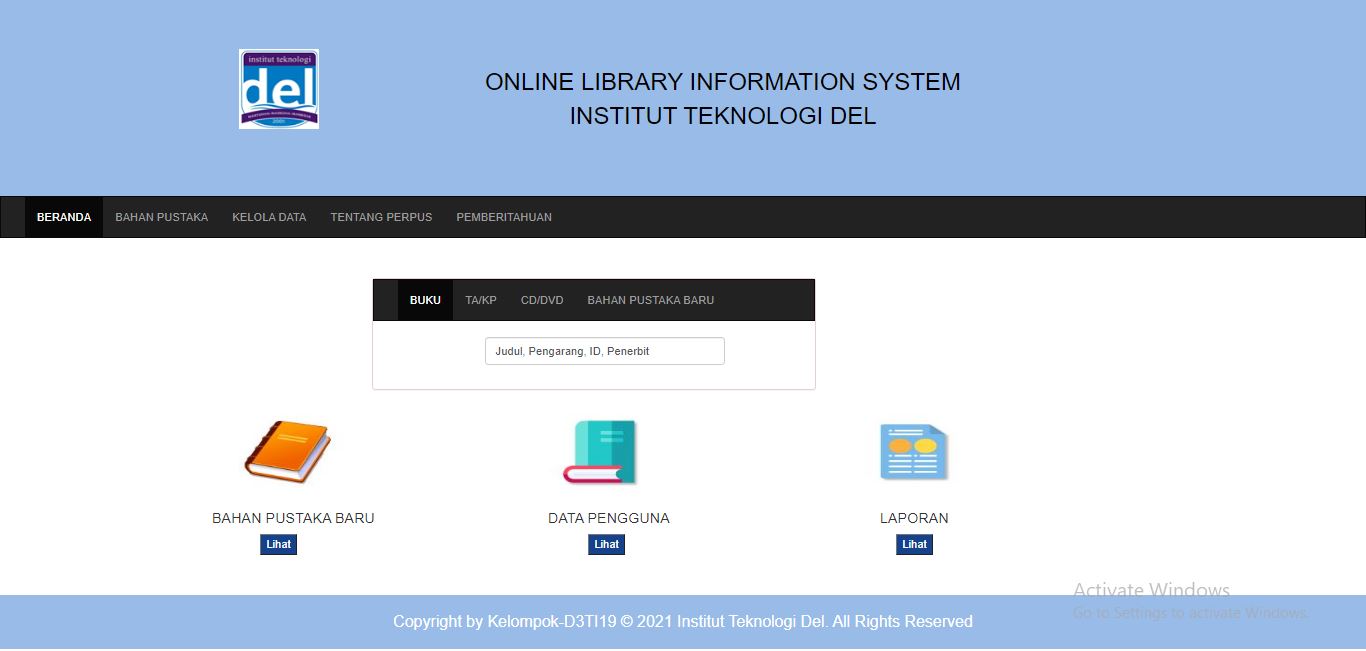 institut teknologi
del
2001
ONLINE LIBRARY INFORMATION SYSTEM
INSTITUT TEKNOLOGI DEL
BERANDA BAHAN PUSTAKA KELOLA DATA TENTANG PERPUS PEMBERITAHUAN
BUKU TA/KP CD/DVD BAHAN PUSTAKA BARU
Judul, Pengarang, ID, Penerbit
BAHAN PUSTAKA BARU DATA PENGGUNA LAPORAN
Lihat Lihat Lihat
Activate Windows
Go to Settings to activate Windows.
Copyright by Kelompok-D3TI19 © 2021 Institut Teknologi Del. All Rights Reserved